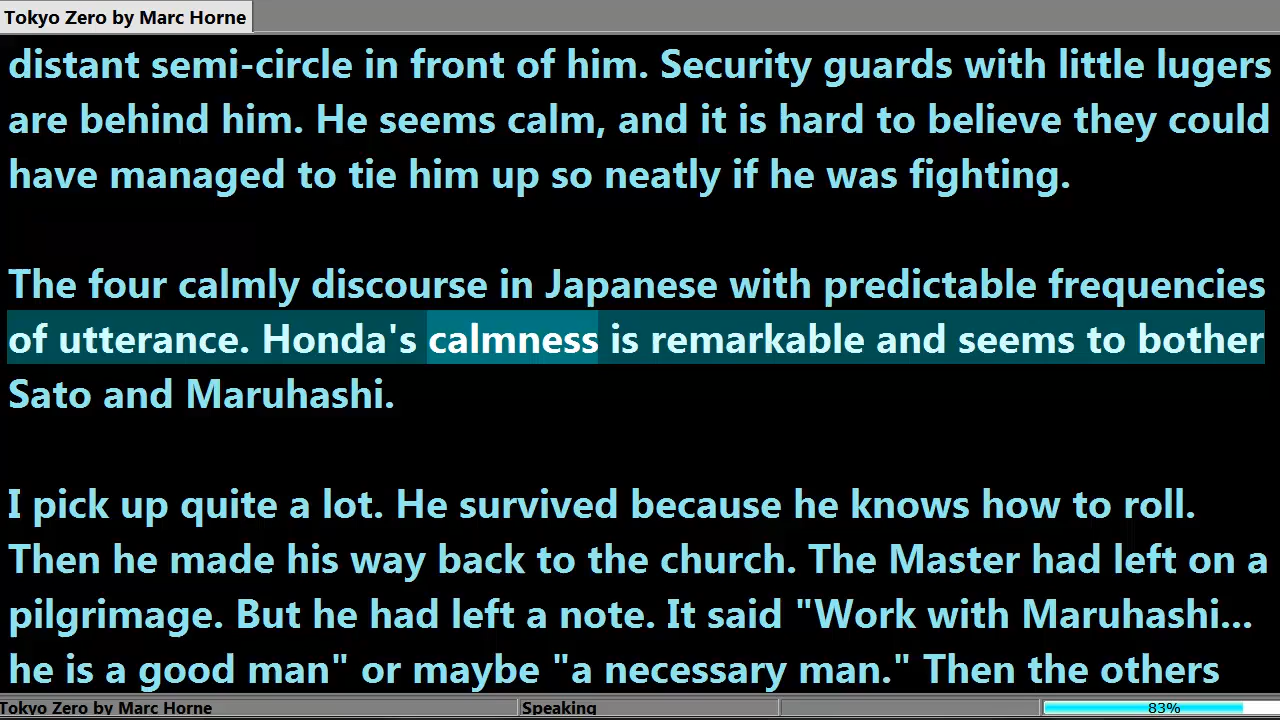 Tokyo Zero by Marc Horne
distant semi-circle in front of him. Security guards with little lugers
are behind him. He seems calm, and it is hard to believe they could
have managed to tie him up so neatly if he was fighting.
The four calmly discourse in Japanese with predictable frequencies
of utterance. Honda's calmness is remarkable and seems to bother
Sato and Maruhashi.
I pick up quite a lot. He survived because he knows how to roll.
Then he made his way back to the church. The Master had left on a
pilgrimage. But he had left a note. It said "Work with Maruhashi...
he is a good man" or maybe "a necessary man." Then the others
Tokyo Zero by Marc Horne Speaking 83%